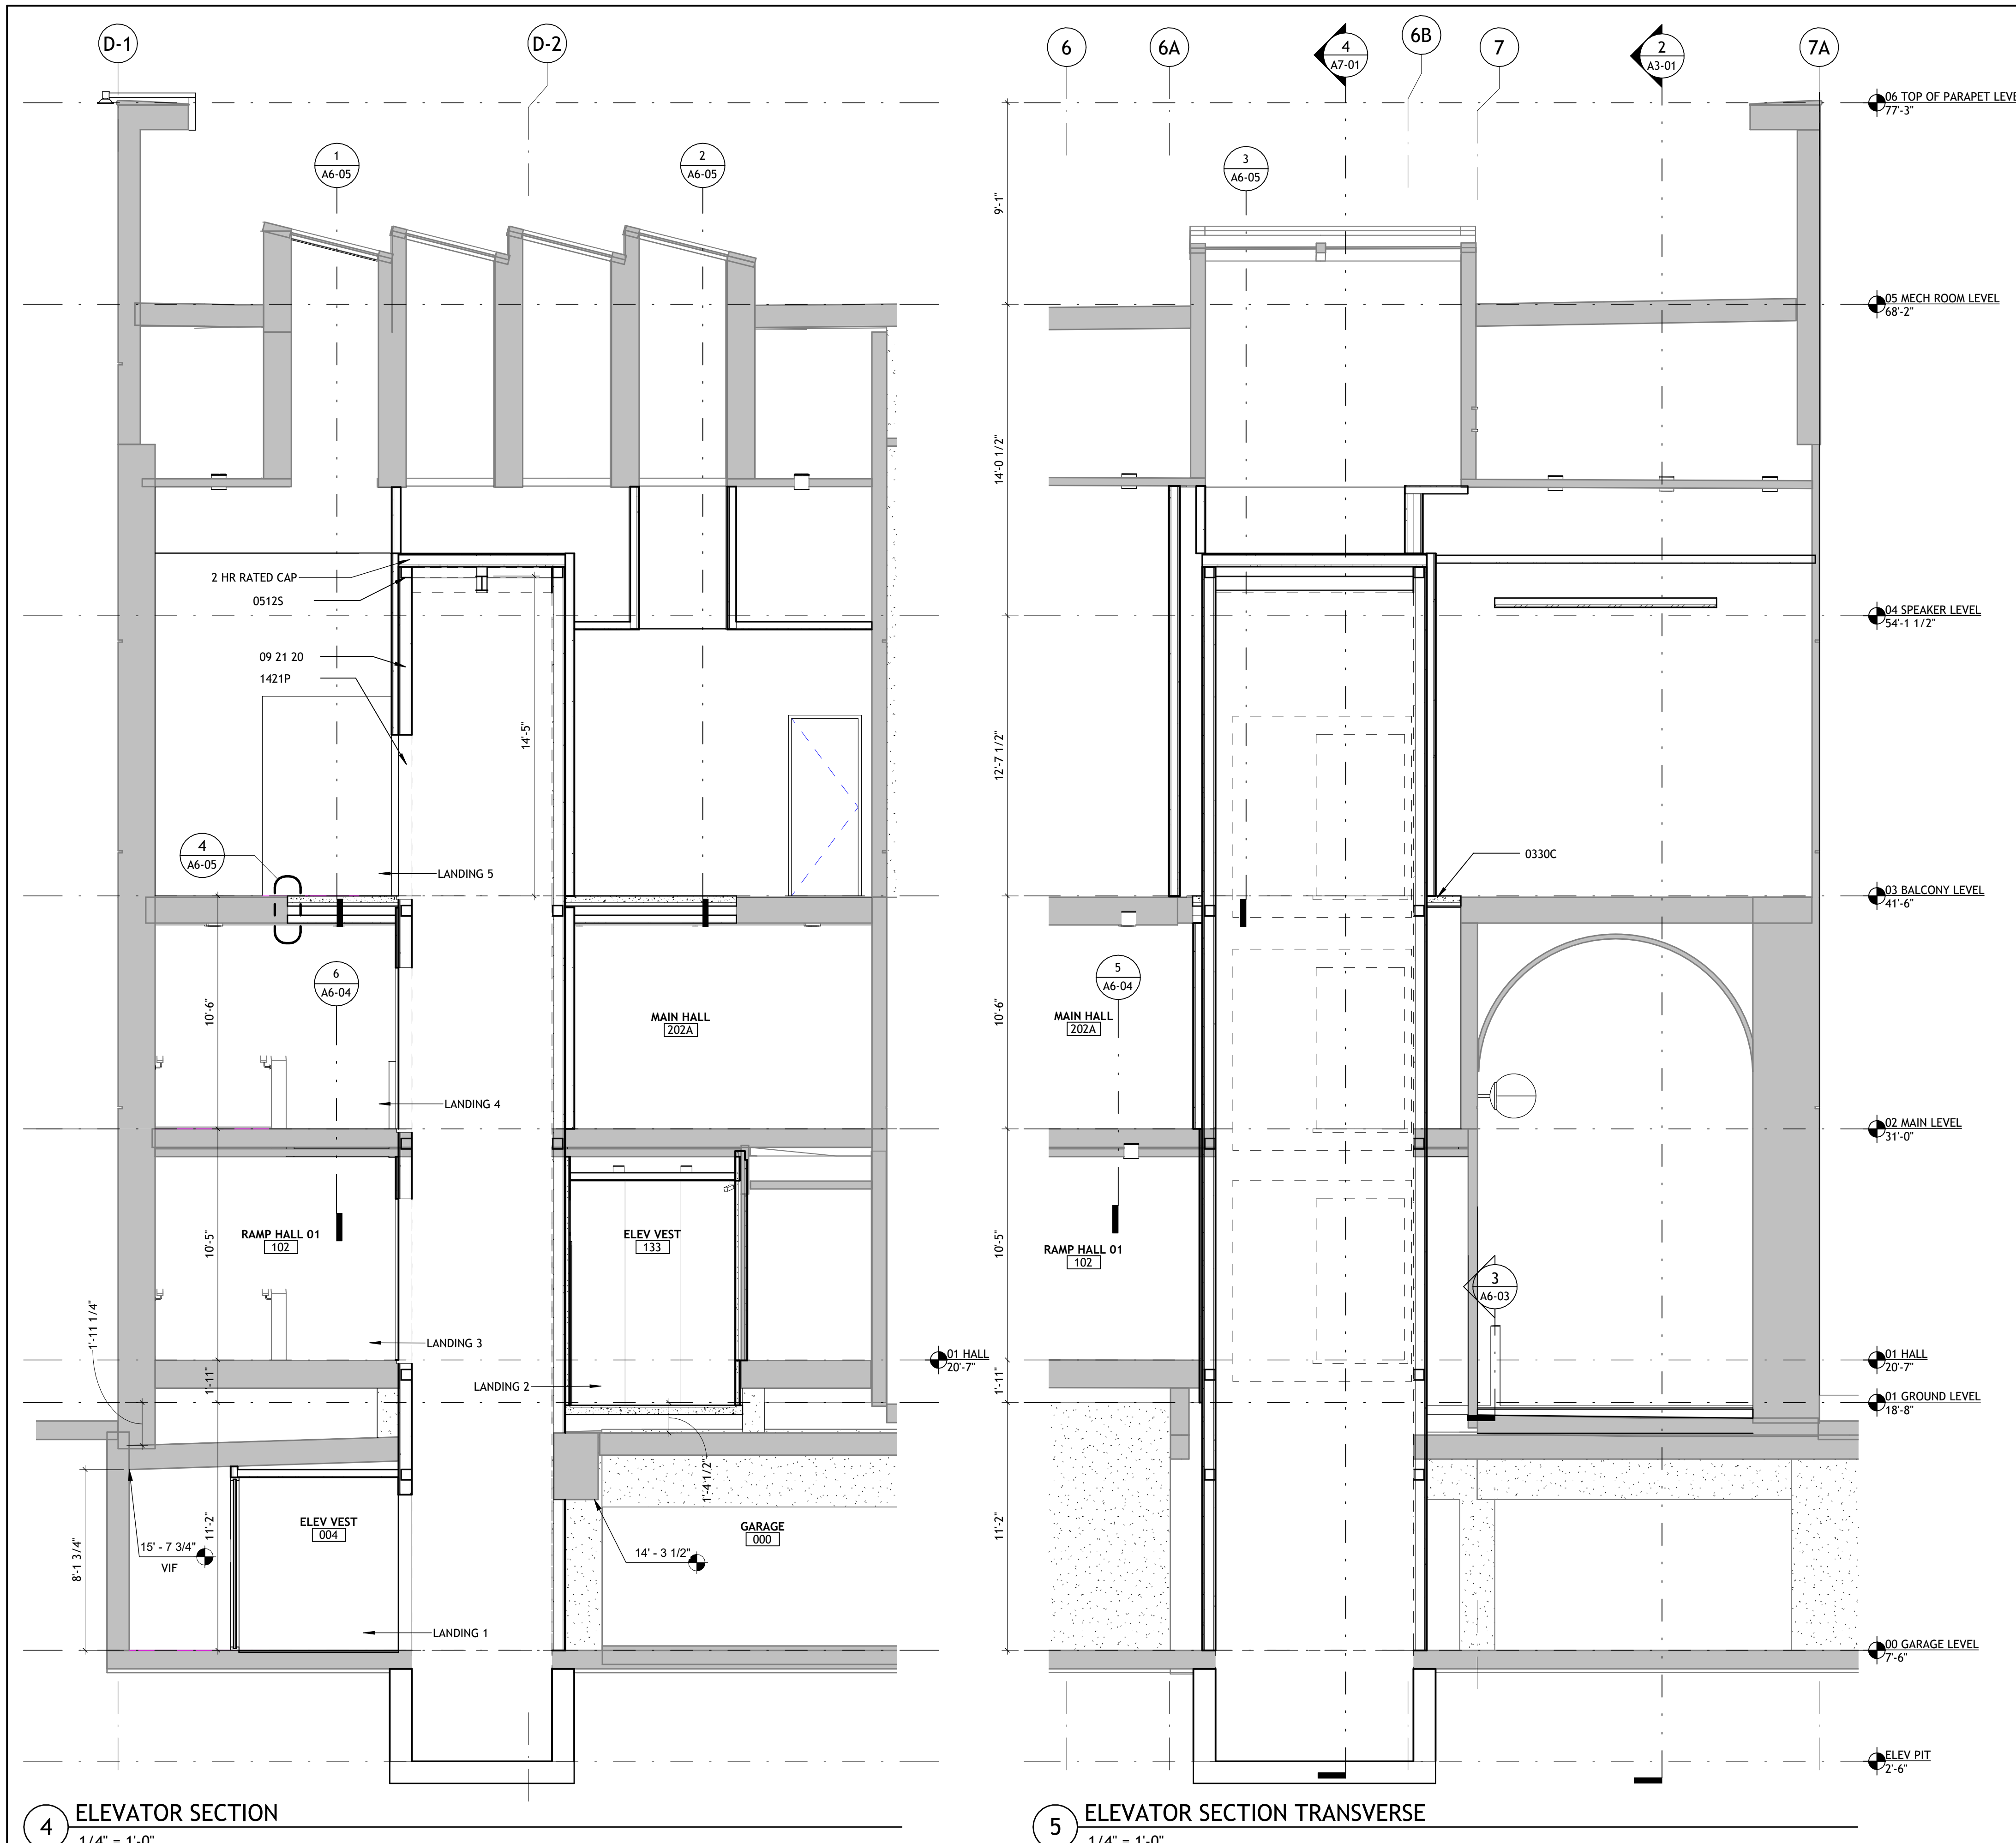 D-1
D-2
6
6A
4
A7-01
6B
7
2
A3-01
7A
06 TOP OF PARAPET LEVE
77'-3"
1
A6-05
2
A6-05
3
A6-05
9'-1"
05 MECH ROOM LEVEL
68'-2"
14'-0 1/2"
2 HR RATED CAP
0512S
04 SPEAKER LEVEL
54'-1 1/2"
09 21 20
1421P
14'-5"
12'-7 1/2"
4
A6-05
LANDING 5
0330C
03 BALCONY LEVEL
41'-6"
6
A6-04
5
A6-04
10'-6"
MAIN HALL
202A
10'-6"
MAIN HALL
202A
LANDING 4
02 MAIN LEVEL
31'-0"
RAMP HALL 01
102
10'-5"
ELEV VEST
133
10'-5"
RAMP HALL 01
102
3
A6-03
1'-11 1/4"
LANDING 3
01 HALL
20'-7"
01 HALL
20'-7"
1'-11"
LANDING 2
1'-11"
01 GROUND LEVEL
18'-8"
1'-4 1/2"
8'-1 3/4"
15' - 7 3/4"
VIF
11'-2"
ELEV VEST
004
14' - 3 1/2"
GARAGE
000
11'-2"
LANDING 1
00 GARAGE LEVEL
7'-6"
ELEV PIT
2'-6"
4
ELEVATOR SECTION
1/4" = 1'-0"
5
ELEVATOR SECTION TRANSVERSE
1/4" = 1'-0"